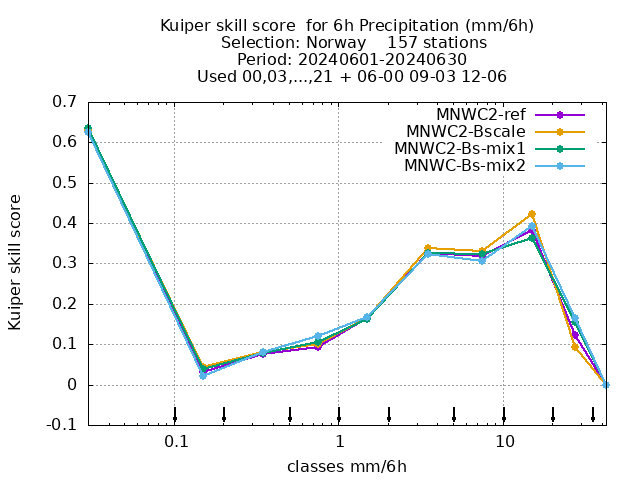 Kuiper skill score  for 6h Precipitation (mm/6h)
Selection: Norway    157 stations
Period: 20240601-20240630
Used 00,03,...,21 + 06-00 09-03 12-06
MNWC2-ref
MNWC2-Bscale
MNWC2-Bs-mix1
MNWC-Bs-mix2
Kuiper skill score
0.7
0.6
0.5
0.4
0.3
0.2
0.1
0
-0.1
0.1 1 10
classes mm/6h